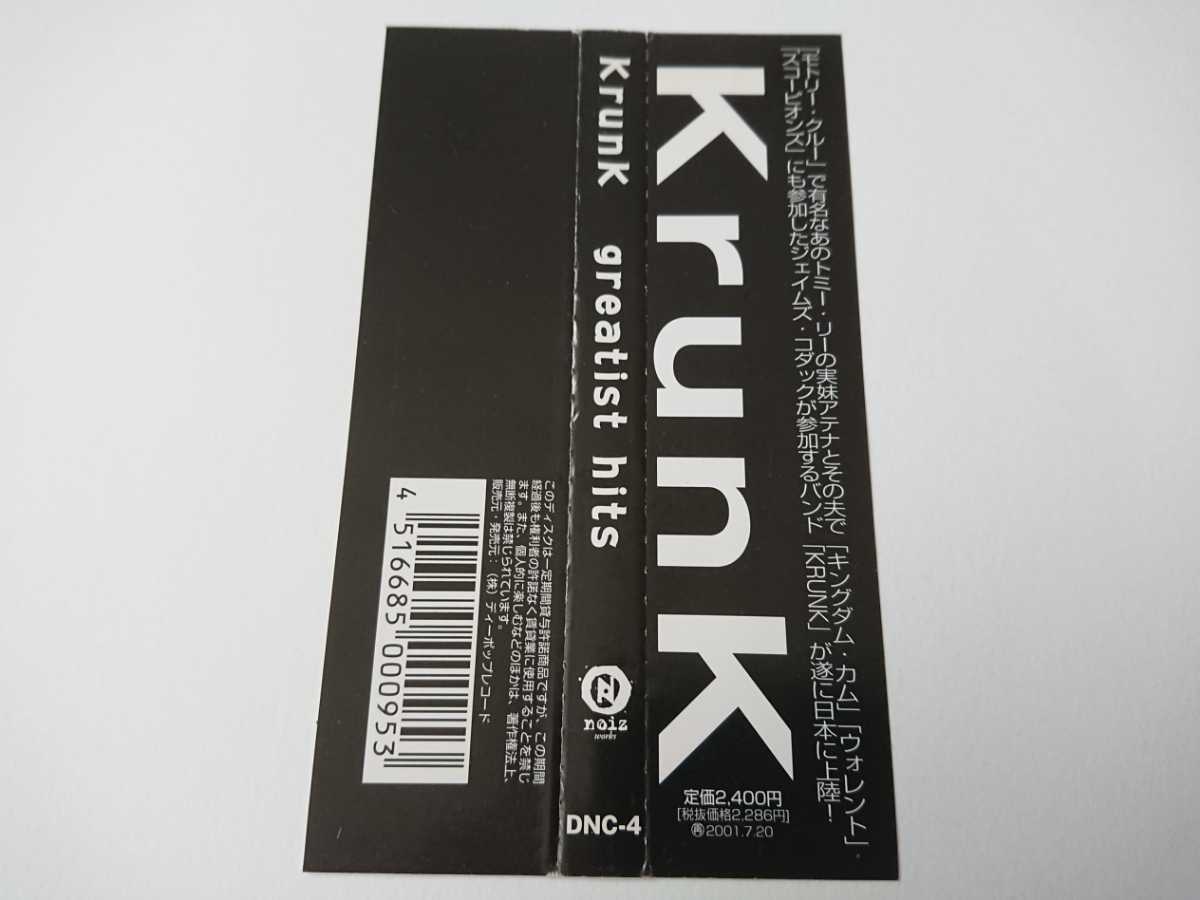 「モトリー・クルー」で有名なあのトミー・リーの実妹アテナとその夫で「キングダム・カム」「ウォレント」
「スコーピオンズ」にも参加したジェイムズ・コダックが参加するバンド「KRUNK」が遂に日本に上陸！
KrunK
定価2,400円
[税抜価格2,286円]
Ⓟ2001.7.20
KrunK greatist hits
noiz
works
DNC-4
このディスクは一定期間貸与許諾商品ですが、この期間
経過後も権利者の許諾なく賃貸業に使用することを禁じ
ます。また、個人的に楽しむなどのほかは、著作権法上、
無断複製は禁じられています。
販売元・発売元：（株）ディーポップレコード
4 516685 000953